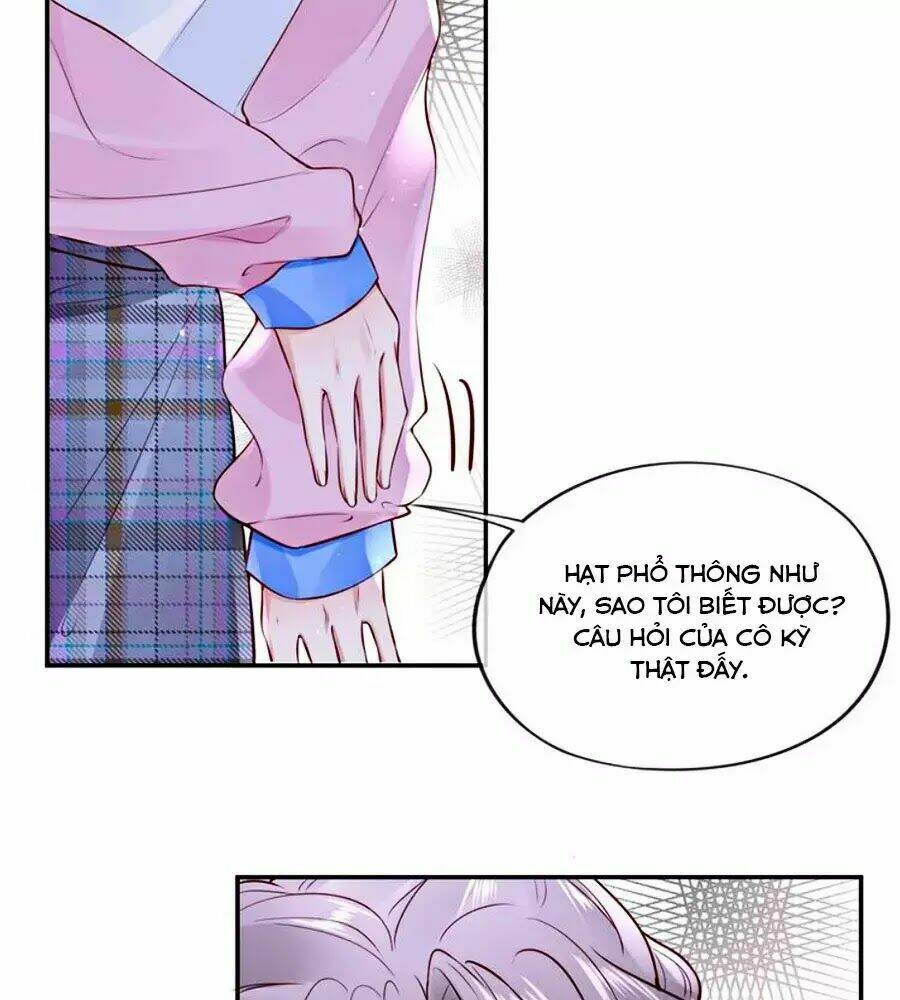 HẠT PHỔ THÔNG NHƯ
NÀY, SAO TÔI BIẾT ĐƯỢC?
CÂU HỎI CỦA CÔ KỲ
THẬT ĐẤY.